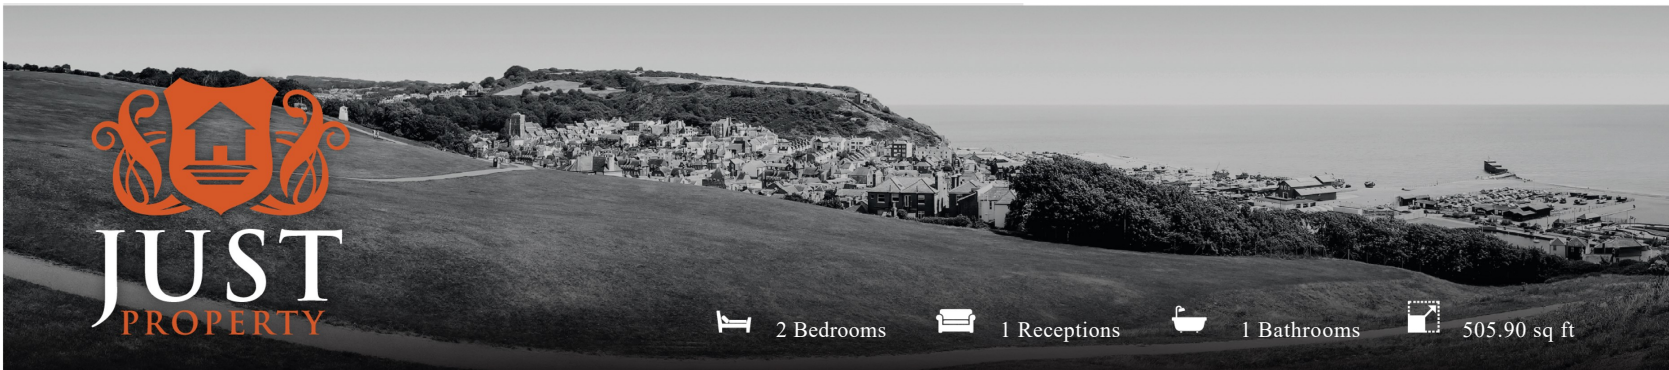 JUST
PROPERTY
2 Bedrooms
1 Receptions
1 Bathrooms
505.90 sq ft